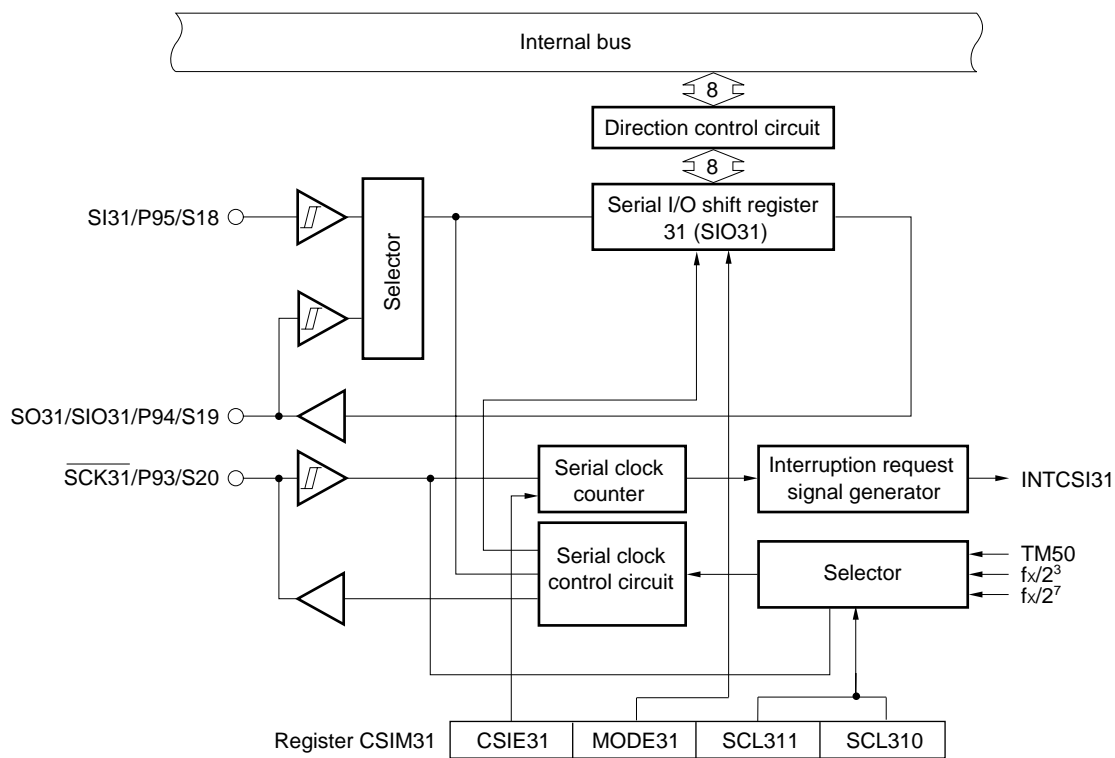 Internal bus
8
Direction control circuit
8
SI31/P95/S18
Selector
Serial I/O shift register
31 (SIO31)
SO31/SIO31/P94/S19
SCK31/P93/S20
Serial clock
counter
Interruption request
signal generator
INTCSI31
Serial clock
control circuit
Selector
TM50
fx/2³
fx/2⁷
Register CSIM31
CSIE31
MODE31
SCL311
SCL310